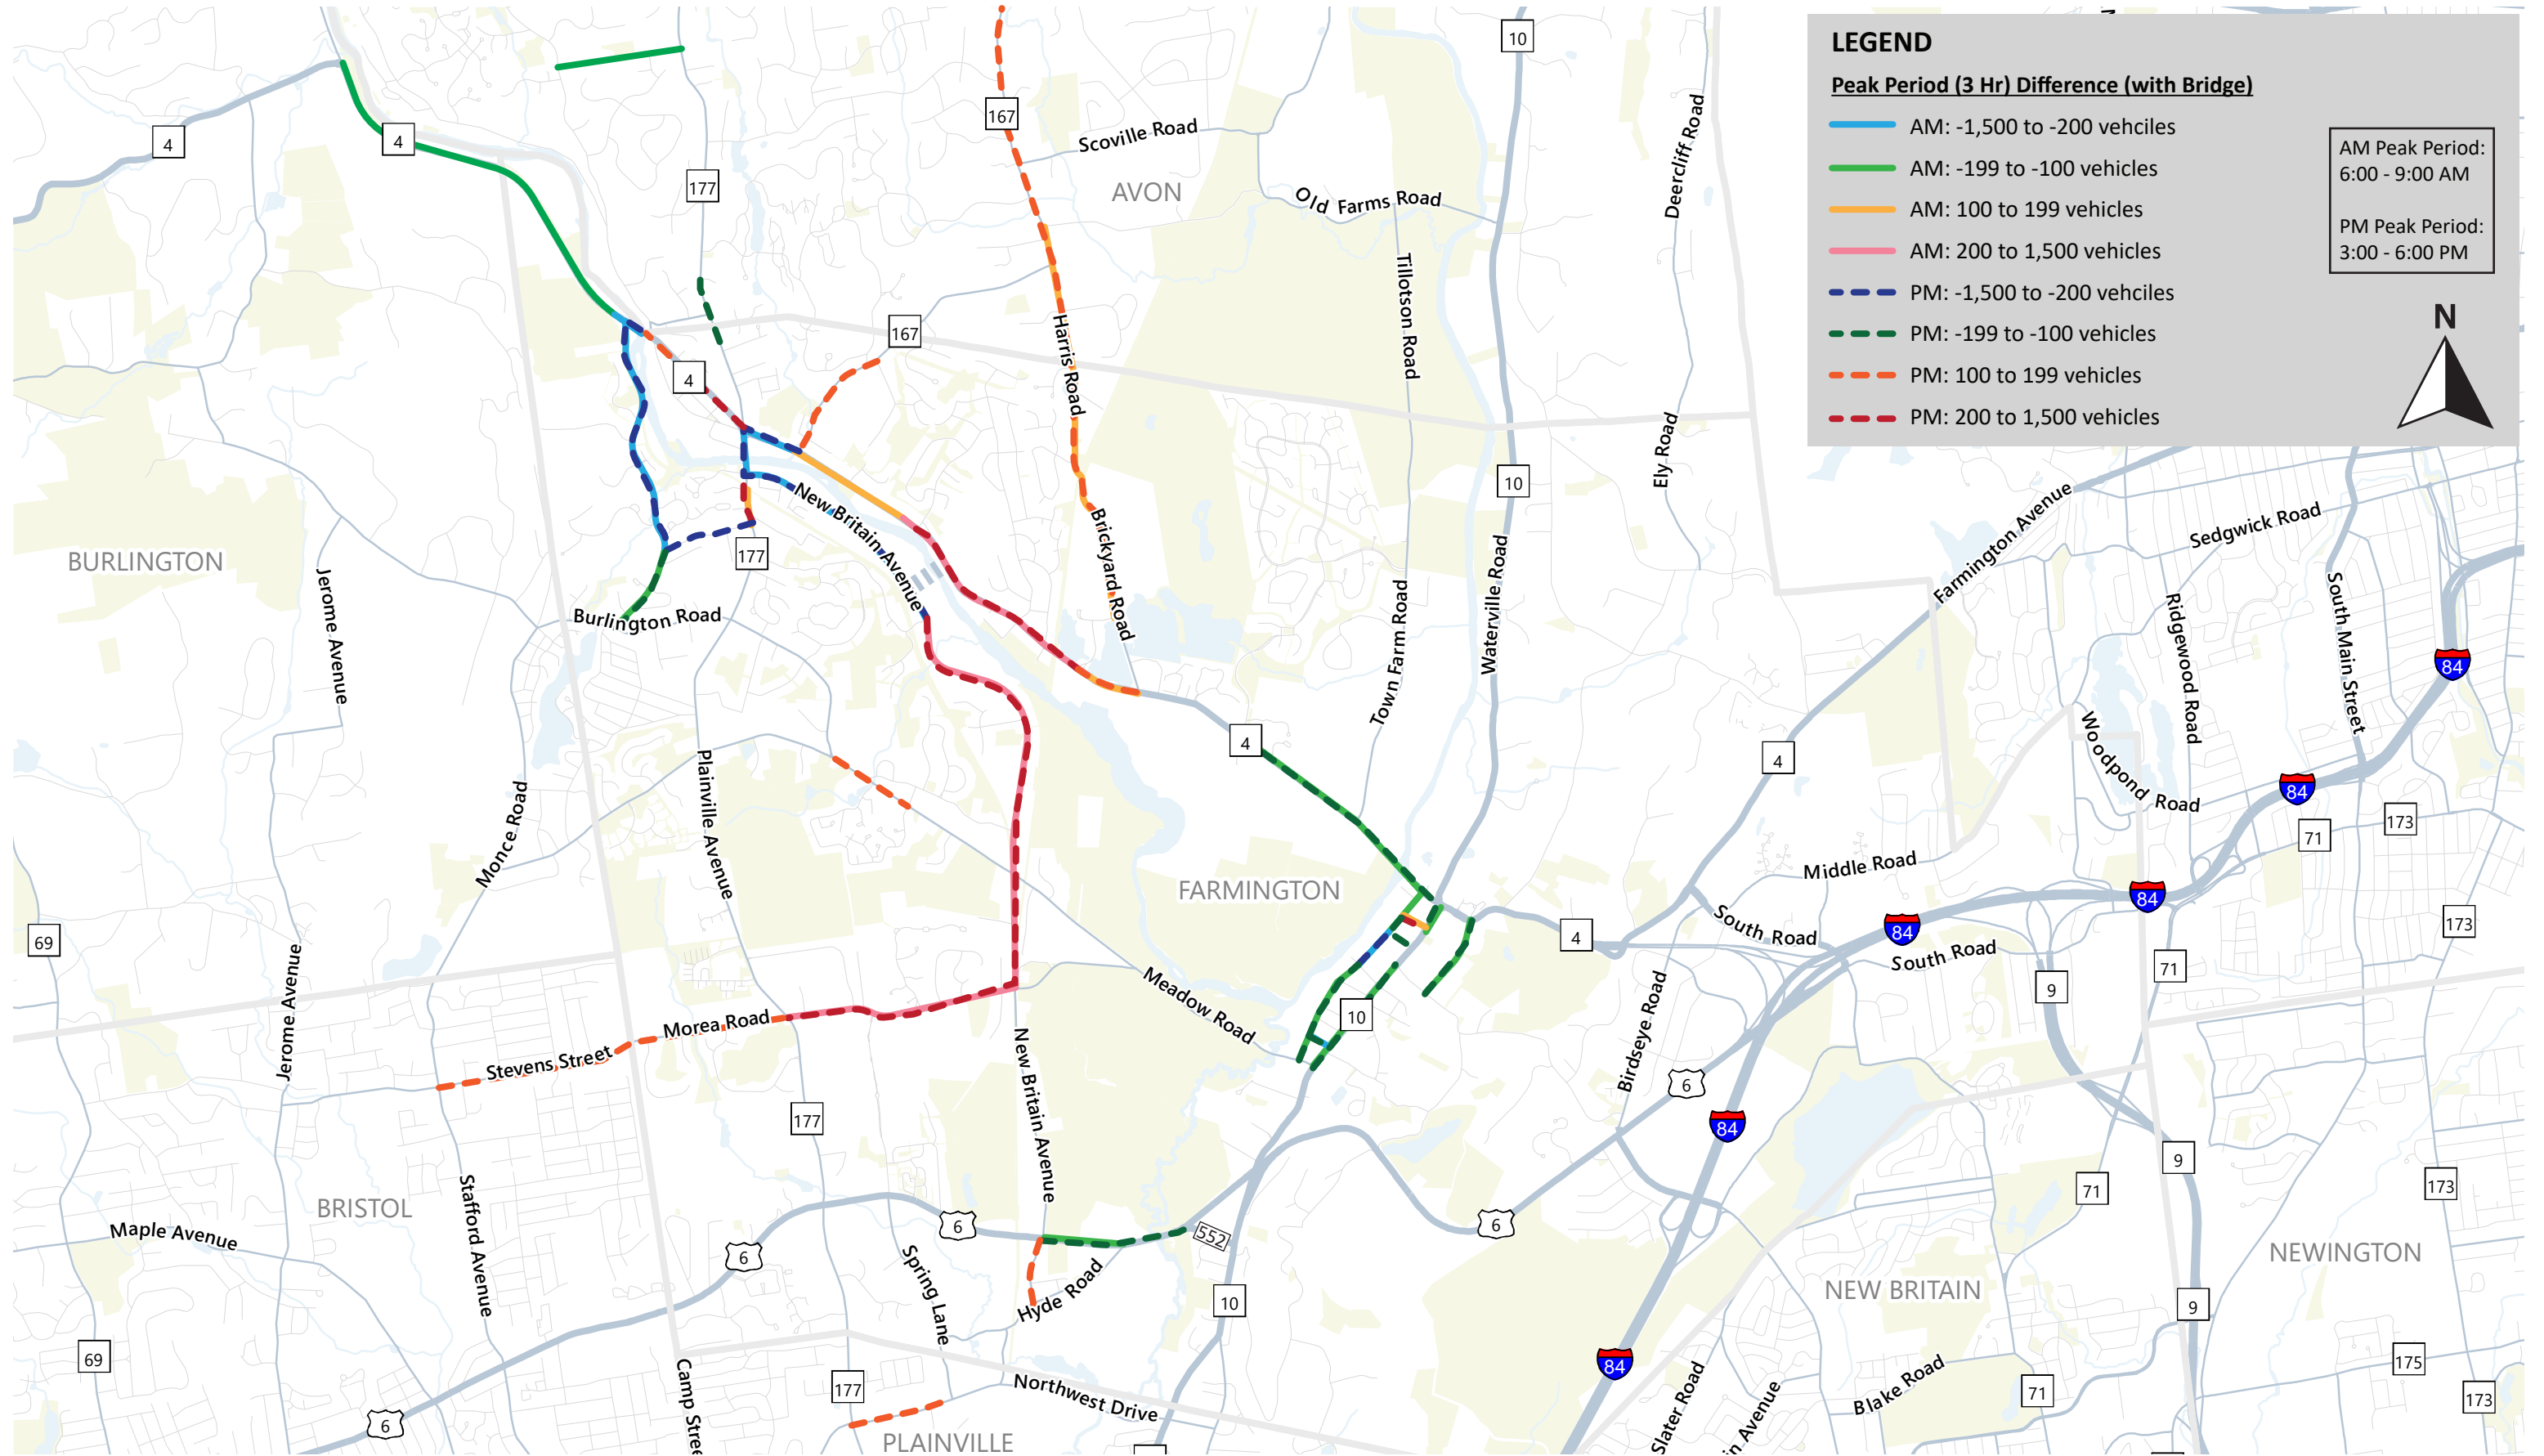 LEGEND
Peak Period (3 Hr) Difference (with Bridge)
AM: -1,500 to -200 vehciles
AM: -199 to -100 vehicles
AM: 100 to 199 vehicles
AM: 200 to 1,500 vehicles
PM: -1,500 to -200 vehciles
PM: -199 to -100 vehicles
PM: 100 to 199 vehicles
PM: 200 to 1,500 vehicles
AM Peak Period:
6:00 - 9:00 AM
PM Peak Period:
3:00 - 6:00 PM
N
10
4
4
167
Scoville Road
177
AVON
Old Farms Road
Deercliff Road
Tillotson Road
167
Harris Road
4
Ely Road
10
New Britain Avenue
Farmington Avenue
Sedgwick Road
BURLINGTON
177
Brickyard Road
Jerome Avenue
Burlington Road
Town Farm Road
Waterville Road
Ridgewood Road
South Main Street
84
4
4
Woodpond Road
84
Plainville Avenue
Monce Road
173
71
Middle Road
FARMINGTON
84
69
4
South Road
84
South Road
173
71
9
Jerome Avenue
Meadow Road
10
Morea Road
Stevens Street
New Britain Avenue
Birdseye Road
6
177
84
9
71
173
BRISTOL
Stafford Avenue
Maple Avenue
6
6
552
6
NEWINGTON
Spring Lane
Hyde Road
10
NEW BRITAIN
9
69
84
175
177
Camp Stree
Northwest Drive
Slater Road
in Avenue
Blake Road
71
173
6
PLAINVILLE